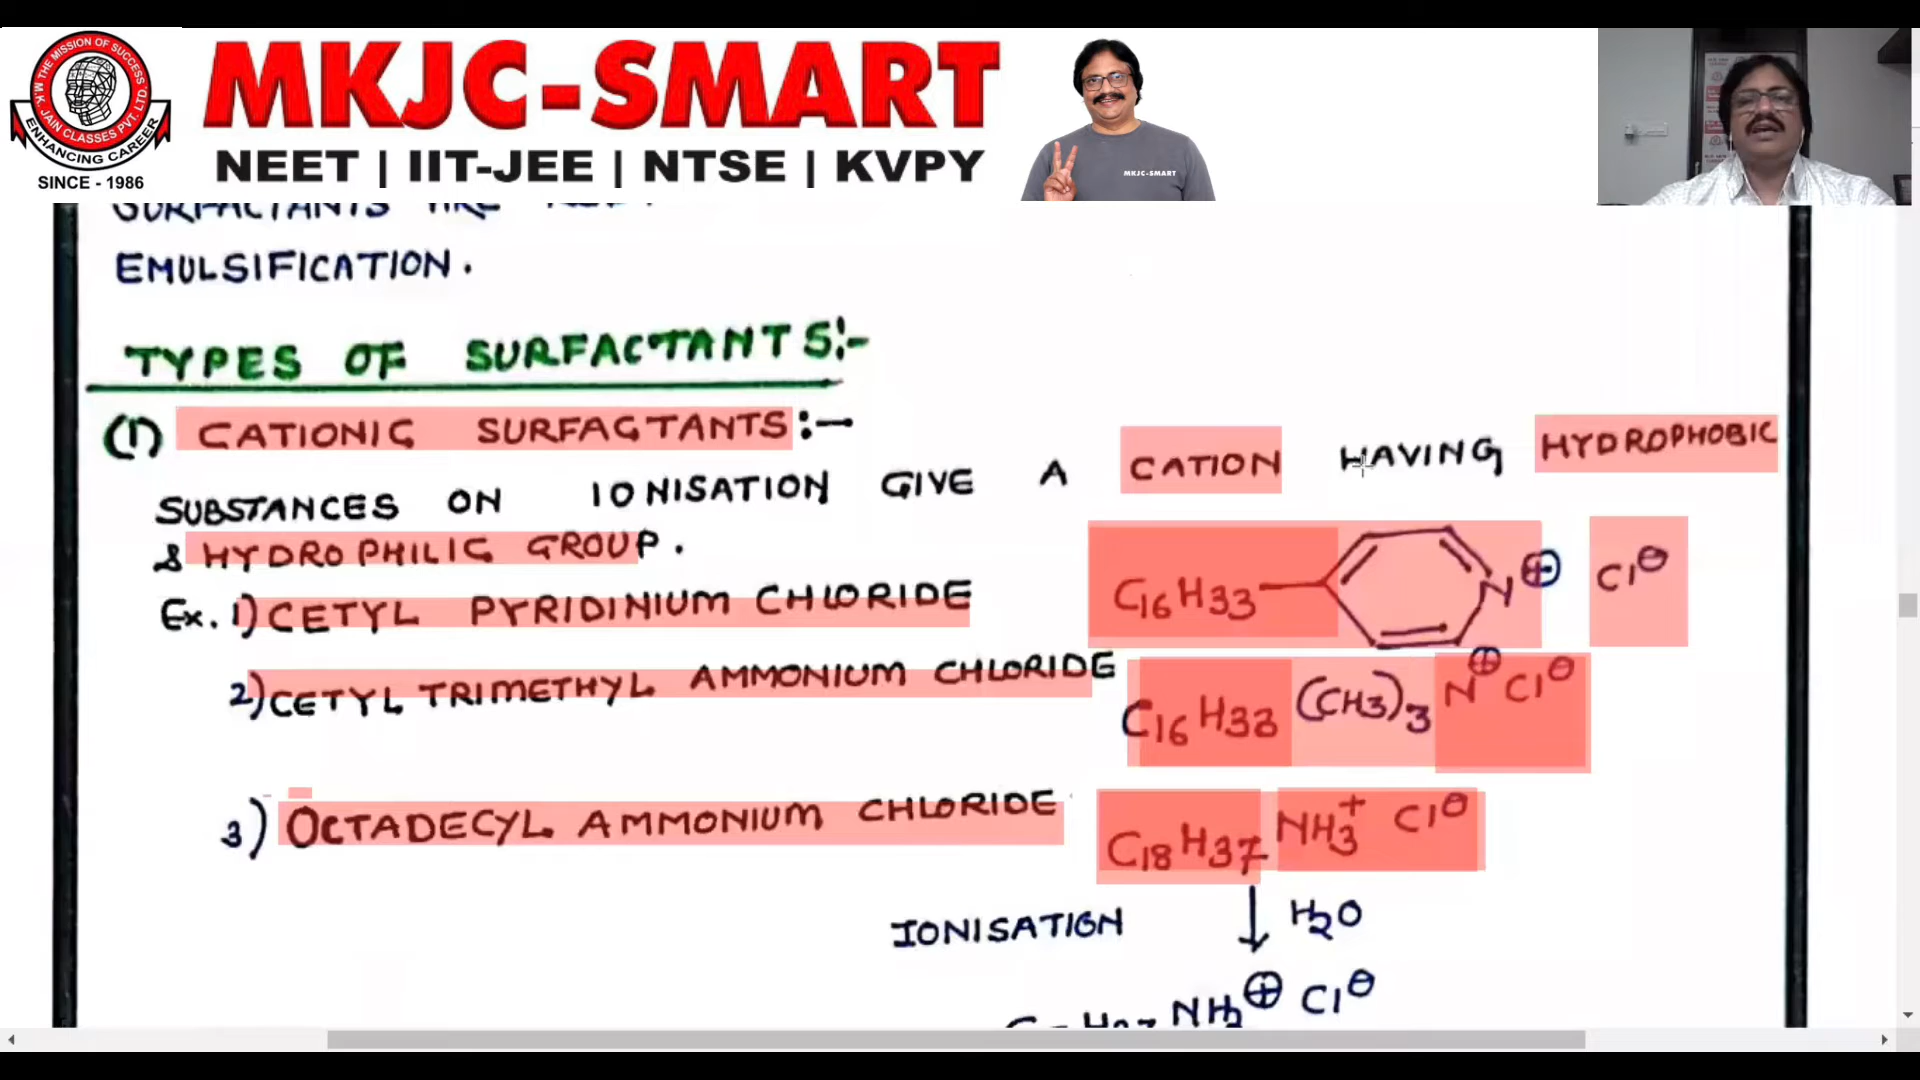 THE MISSION OF SUCCESS
M.K. JAIN CLASSES PVT. LTD.
ENHANCING CAREER
SINCE - 1986
MKJC-SMART
NEET | IIT-JEE | NTSE | KVPY
MKJC-SMART
SURFACTANTS ARE
EMULSIFICATION.
TYPES OF SURFACTANTS:-
(1) CATIONIC SURFACTANTS:-
SUBSTANCES ON IONISATION GIVE A CATION HAVING HYDROPHOBIC
& HYDROPHILIC GROUP.
Ex. 1) CETYL PYRIDINIUM CHLORIDE C16H33 N⊕ Cl⊖
2) CETYL TRIMETHYL AMMONIUM CHLORIDE C16H33 (CH3)3 N⊕ Cl⊖
3) OCTADECYL AMMONIUM CHLORIDE C18H37 NH3+ Cl⊖
IONISATION ↓ H2O
NH3⊕ Cl⊖